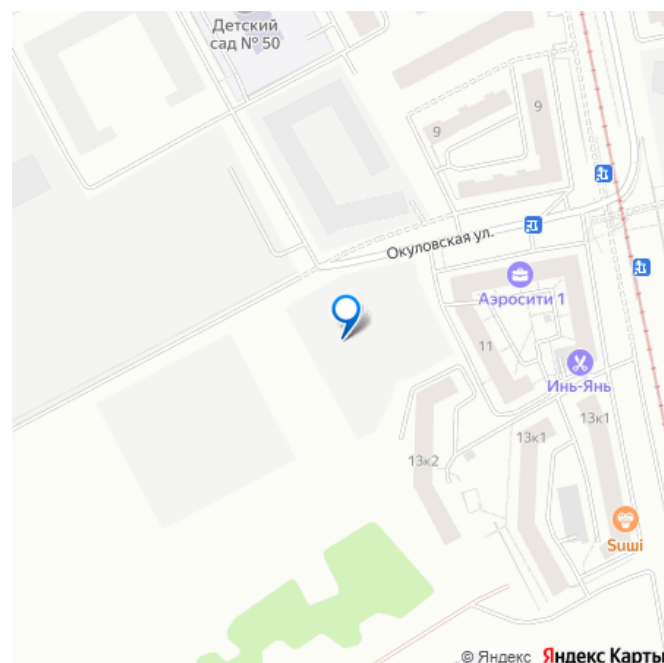 Детский
сад № 50
9
9
Окуловская ул.
Аэросити 1
11
Инь-Янь
13к1
13к1
13к2
Suшi
© Яндекс Яндекс Карты